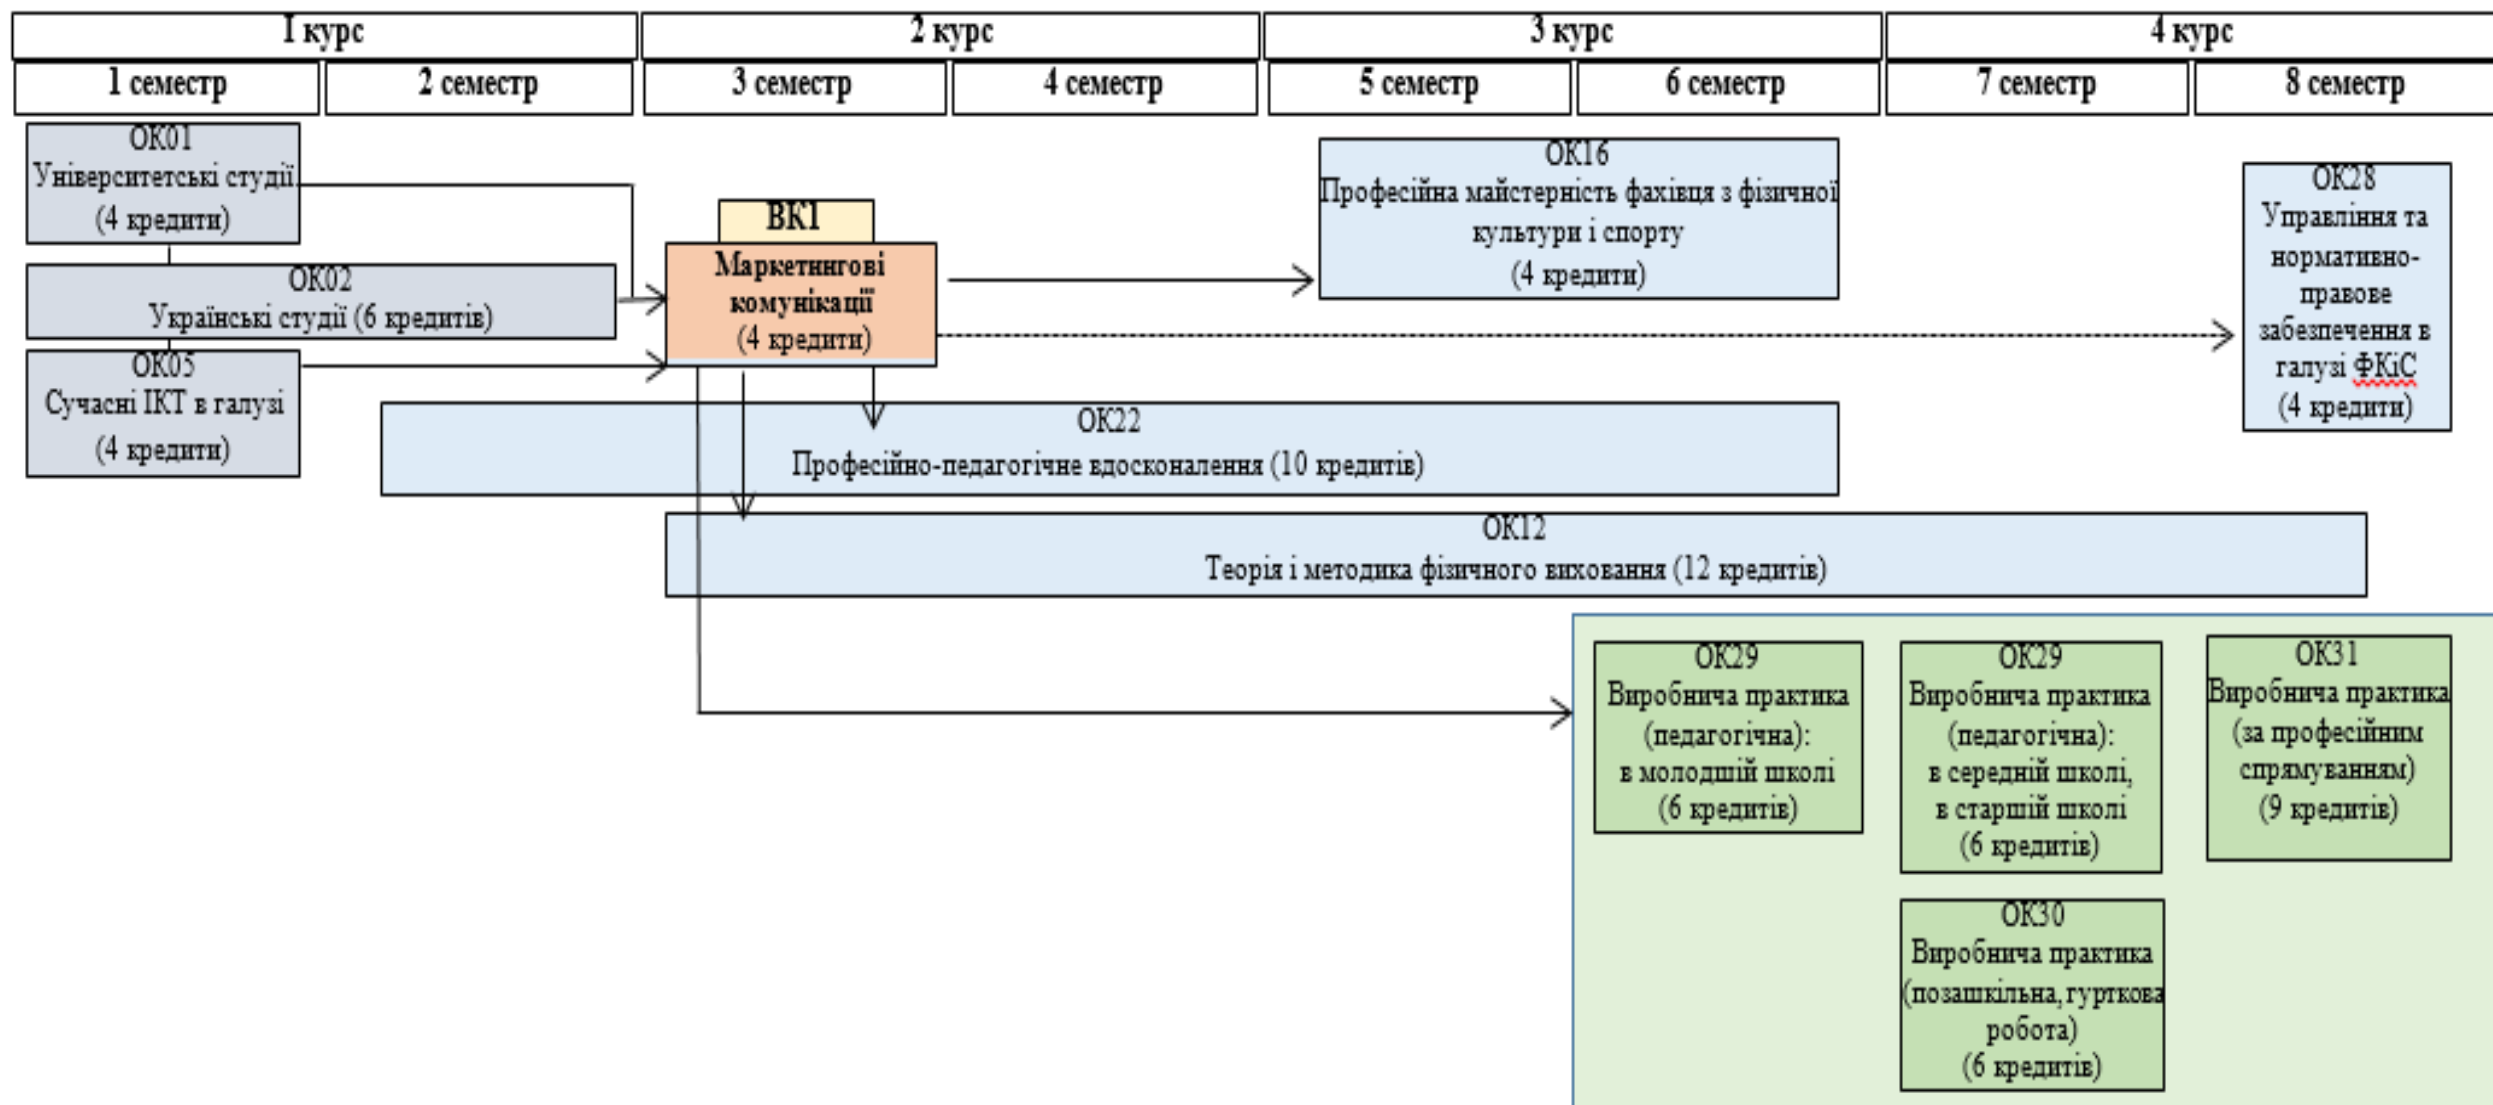 І курс
2 курс
3 курс
4 курс
1 семестр
2 семестр
3 семестр
4 семестр
5 семестр
6 семестр
7 семестр
8 семестр
ОК01
Університетські студії
(4 кредити)
ОК02
Українські студії (6 кредитів)
ОК05
Сучасні ІКТ в галузі
(4 кредити)
ВК1
Маркетингові
комунікації
(4 кредити)
ОК16
Професійна майстерність фахівця з фізичної
культури і спорту
(4 кредити)
ОК28
Управління та
нормативно-
правове
забезпечення в
галузі ФКіС
(4 кредити)
ОК22
Професійно-педагогічне вдосконалення (10 кредитів)
ОК12
Теорія і методика фізичного виховання (12 кредитів)
ОК29
Виробнича практика
(педагогічна):
в молодшій школі
(6 кредитів)
ОК29
Виробнича практика
(педагогічна):
в середній школі,
в старшій школі
(6 кредитів)
ОК31
Виробнича практика
(за професійним
спрямуванням)
(9 кредитів)
ОК30
Виробнича практика
(позашкільна, гурткова
робота)
(6 кредитів)